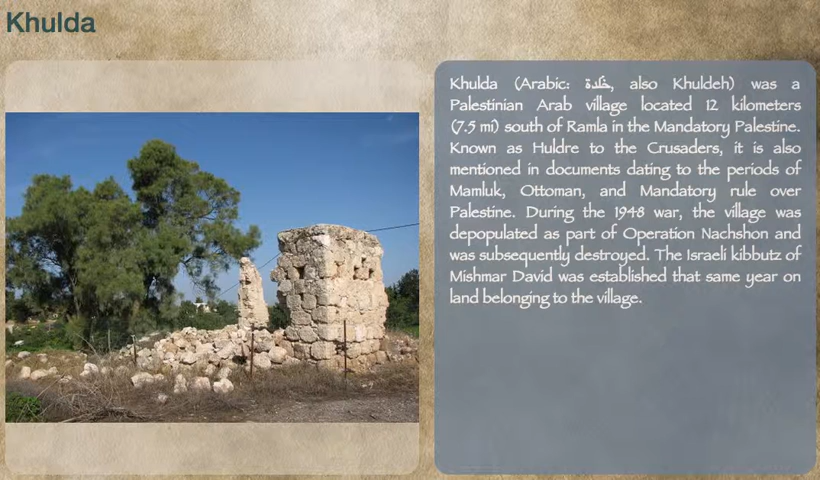 Khulda
Khulda (Arabic: خُلدة, also Khuldeh) was a
Palestinian Arab village located 12 kilometers
(7.5 mi) south of Ramla in the Mandatory Palestine.
Known as Huldre to the Crusaders, it is also
mentioned in documents dating to the periods of
Mamluk, Ottoman, and Mandatory rule over
Palestine. During the 1948 war, the village was
depopulated as part of Operation Nachshon and
was subsequently destroyed. The Israeli kibbutz of
Mishmar David was established that same year on
land belonging to the village.